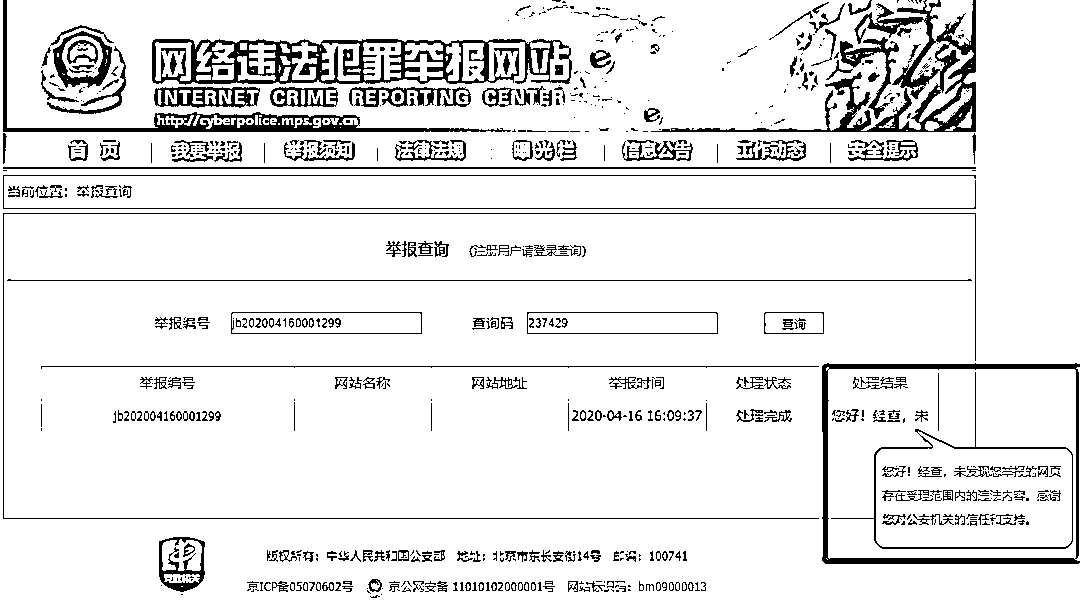 网络违法犯罪举报网站
INTERNET CRIME REPORTING CENTER
http://cyberpolice.mps.gov.cn
首 页 我要举报 举报须知 法律法规 曝光栏 信息公告 工作动态 安全提示
当前位置：举报查询
举报查询 (注册用户请登录查询)
举报编号 jb202004160001299 查询码 237429 查询
举报编号 网站名称 网站地址 举报时间 处理状态 处理结果
jb202004160001299 2020-04-16 16:09:37 处理完成 您好！经查，未
您好！经查，未发现您举报的网页
存在受理范围内的违法内容。感谢
您对公安机关的信任和支持。
版权所有：中华人民共和国公安部 地址：北京市东长安街14号 邮编：100741
党政机关
京ICP备05070602号 京公网安备 11010102000001号 网站标识码：bm09000013